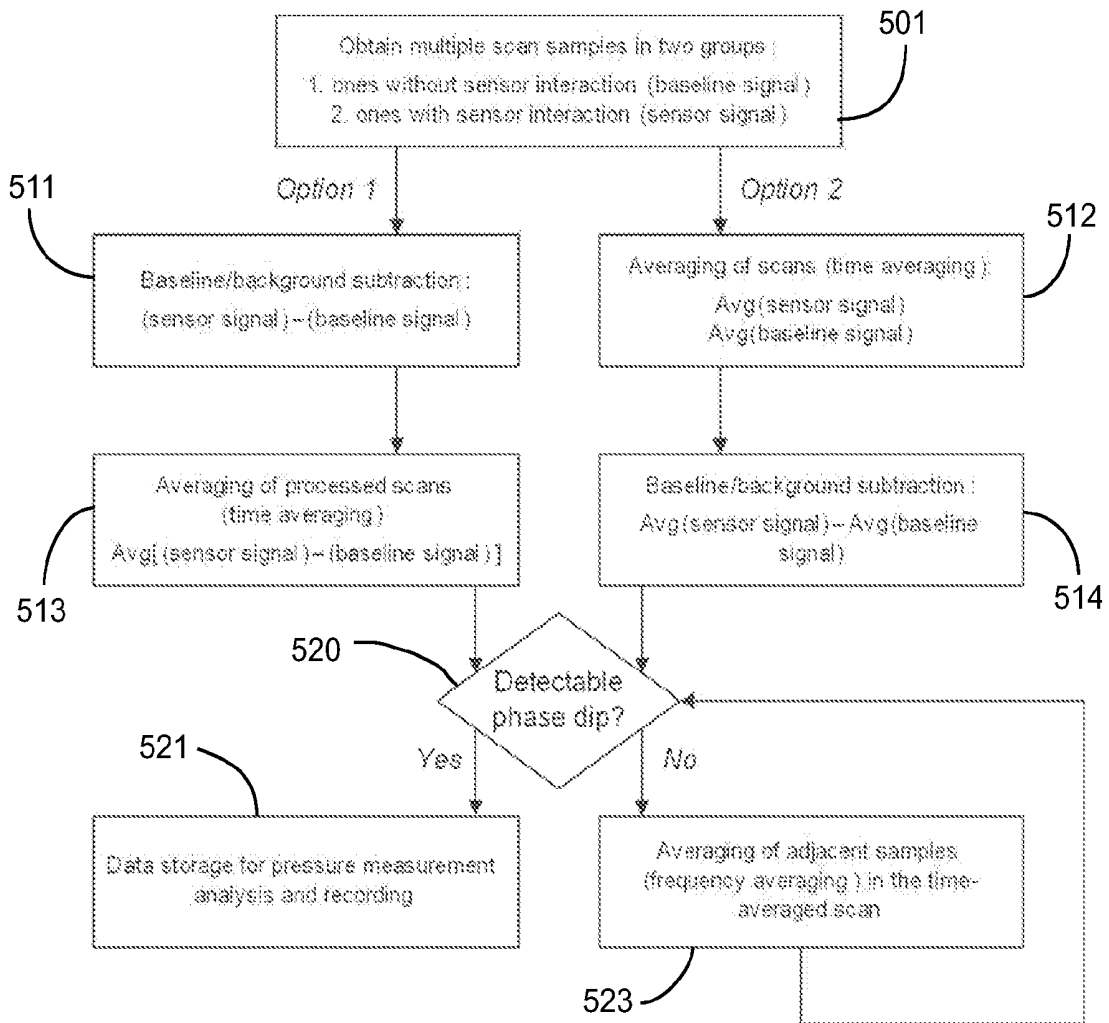 Obtain multiple scan samples in two groups :
1. ones without sensor interaction (baseline signal)
2. ones with sensor interaction (sensor signal)
501
Option 1
Option 2
511
Baseline/background subtraction :
(sensor signal)–(baseline signal)
512
Averaging of scans (time averaging):
Avg(sensor signal)
Avg(baseline signal)
Averaging of processed scans
(time averaging)
Avg[(sensor signal)–(baseline signal)]
513
Baseline/background subtraction :
Avg(sensor signal)–Avg(baseline
signal)
514
520
Detectable
phase dip?
Yes
No
521
Data storage for pressure measurement
analysis and recording
Averaging of adjacent samples
(frequency averaging) in the time-
averaged scan
523